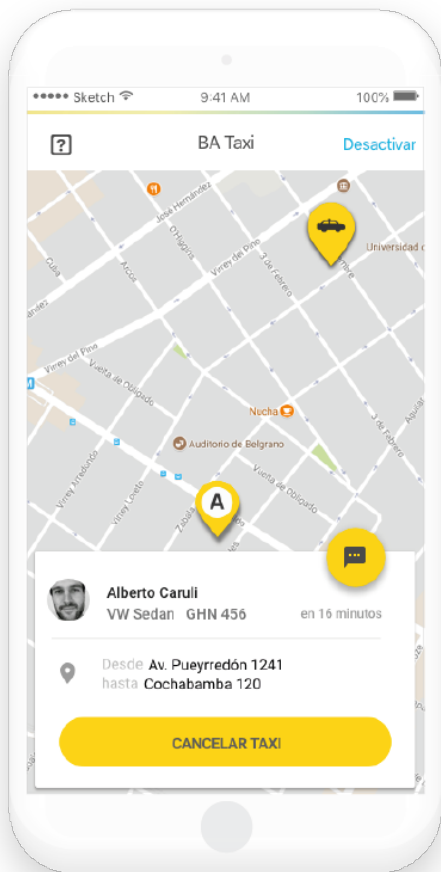 Sketch
9:41 AM
100%
?
BA Taxi
Desactivar
José Hernández
O'Higgins
Virrey del Pino
Cuba
Arcos
3 de Febrero
Universidad
Virrey del Pino
Vuelta de Obligado
Nucha
Auditorio de Belgrano
Aguilar
3 de Febrero
Virrey Arredondo
Virrey Loreto
Zabala
Vuelta de Obligado
A
Alberto Caruli
VW Sedan GHN 456
en 16 minutos
Desde Av. Pueyrredón 1241
hasta Cochabamba 120
CANCELAR TAXI